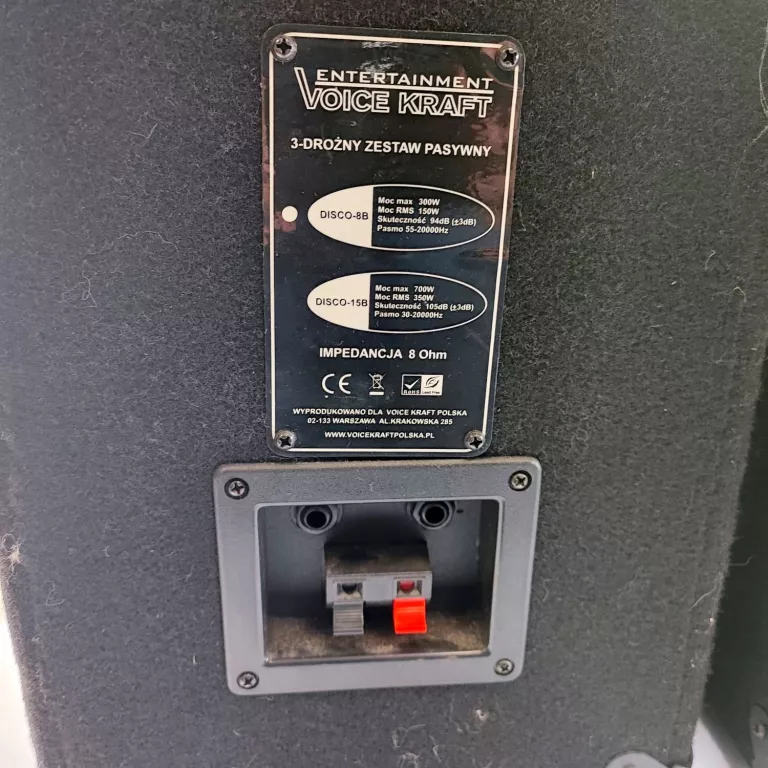 ENTERTAINMENT
VOICE KRAFT
3-DROŻNY ZESTAW PASYWNY
DISCO-8B
Moc max 300W
Moc RMS 150W
Skuteczność 94dB (±3dB)
Pasmo 55-20000Hz
DISCO-15B
Moc max 700W
Moc RMS 350W
Skuteczność 105dB (±3dB)
Pasmo 30-20000Hz
IMPEDANCJA 8 Ohm
CE
RoHS
Lead Free
WYPRODUKOWANO DLA VOICE KRAFT POLSKA
02-133 WARSZAWA AL.KRAKOWSKA 285
WWW.VOICEKRAFTPOLSKA.PL